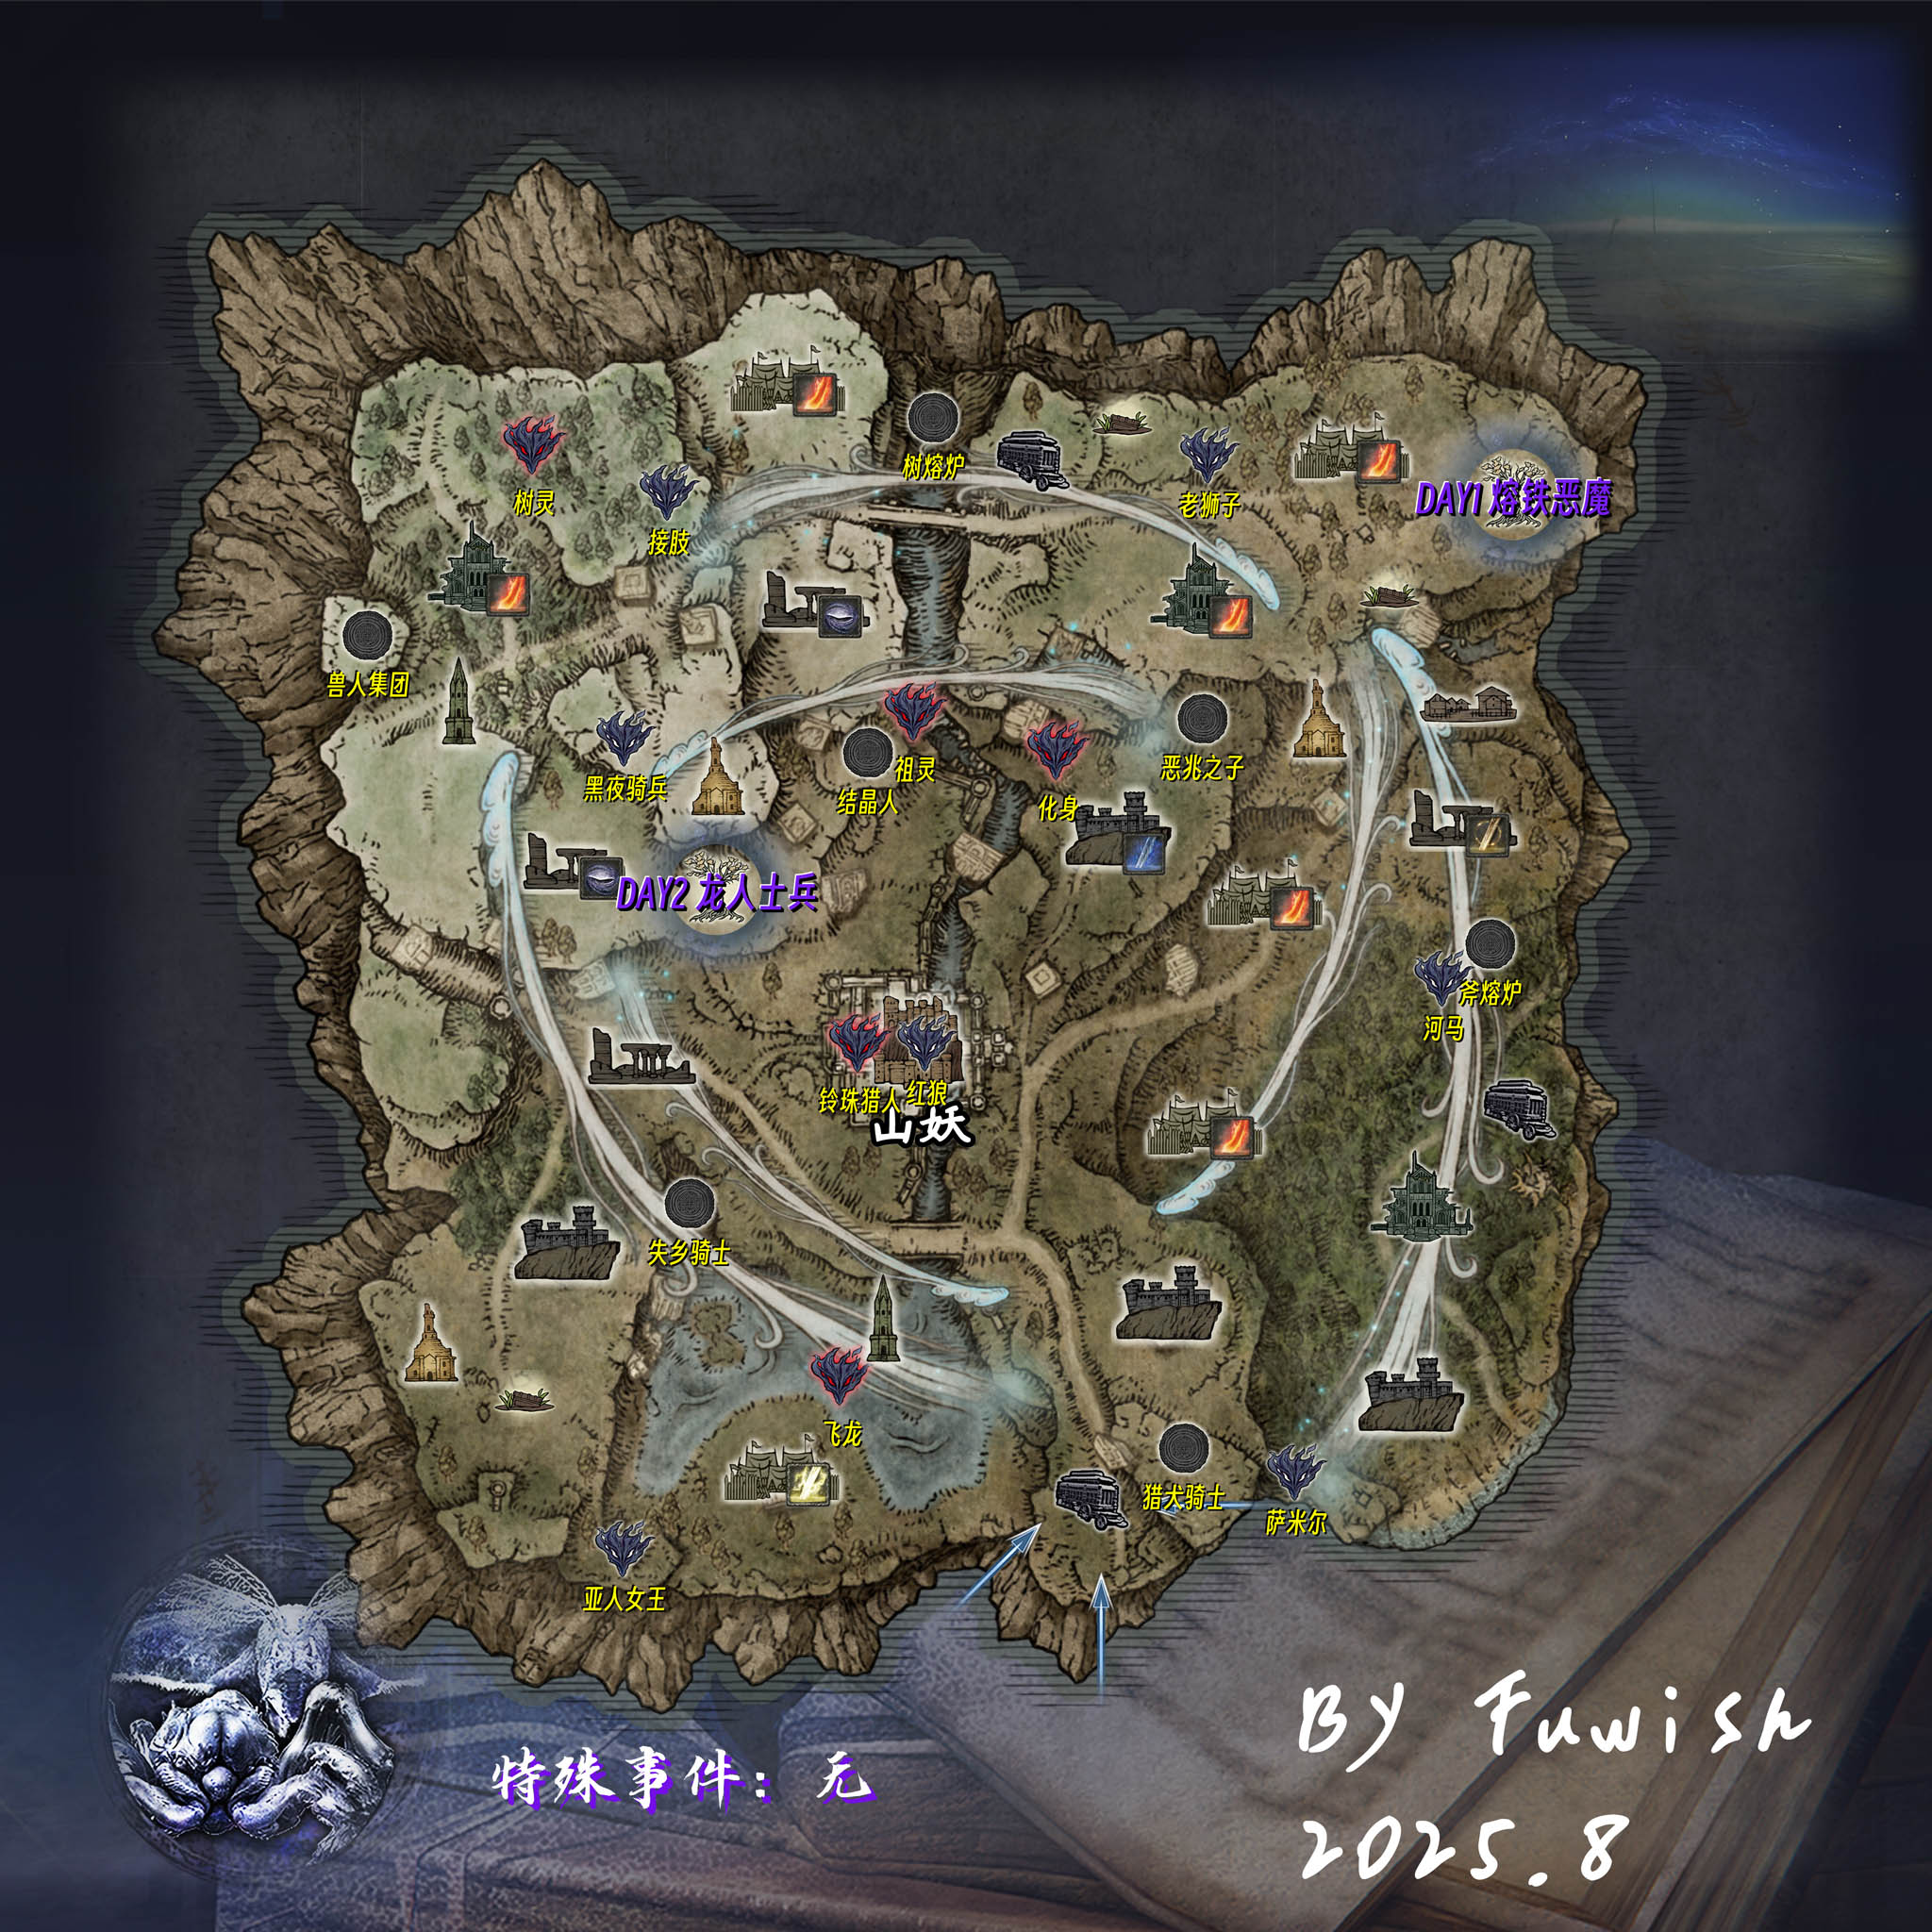 树熔炉
DAY1 熔铁恶魔
树灵
老狮子
接肢
兽人集团
祖灵
恶兆之子
黑夜骑兵
结晶人
化身
DAY2 龙人士兵
斧熔炉
河马
铃珠猎人
红狼
山妖
失乡骑士
飞龙
猎犬骑士
萨米尔
亚人女王
By Fuwish
特殊事件：无
2025.8